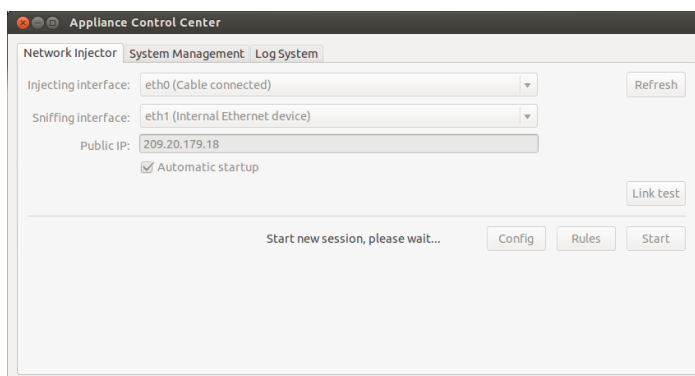 Appliance Control Center
Network Injector System Management Log System
Injecting interface: eth0 (Cable connected) Refresh
Sniffing interface: eth1 (Internal Ethernet device)
Public IP: 209.20.179.18
Automatic startup
Link test
Start new session, please wait... Config Rules Start